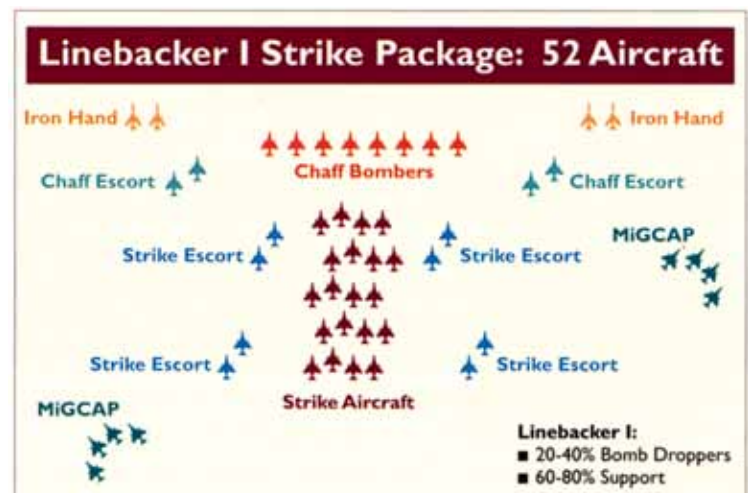 Linebacker I Strike Package: 52 Aircraft
Iron Hand
Iron Hand
Chaff Bombers
Chaff Escort
Chaff Escort
MiGCAP
Strike Escort
Strike Escort
Strike Escort
Strike Escort
Strike Aircraft
MiGCAP
Linebacker I:
■ 20-40% Bomb Droppers
■ 60-80% Support